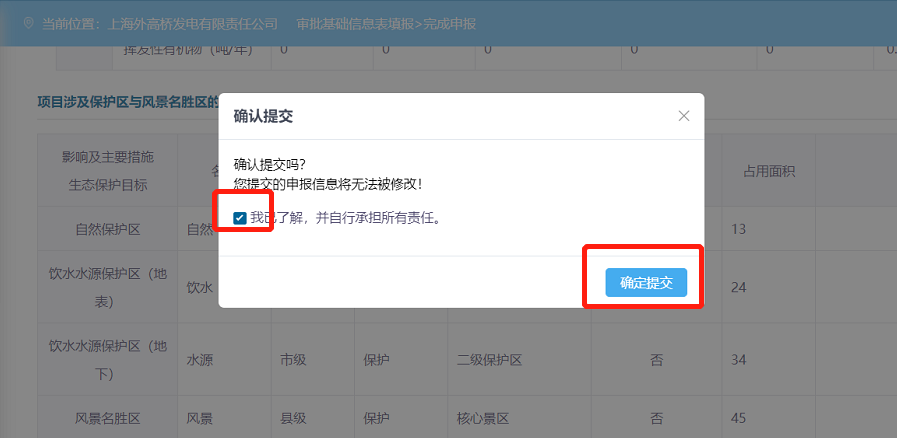 当前位置：上海外高桥发电有限责任公司 审批基础信息表填报>完成申报
挥发性有机物（吨/年） 0 0 0 0 0 0.
项目涉及保护区与风景名胜区的
确认提交
确认提交吗？
您提交的申报信息将无法被修改！
我已了解，并自行承担所有责任。
确定提交
影响及主要措施
生态保护目标
占用面积
自然保护区 自然 13
饮水水源保护区（地
表） 饮水 24
饮水水源保护区（地
下） 水源 市级 保护 二级保护区 否 34
风景名胜区 风景 县级 保护 核心景区 否 45